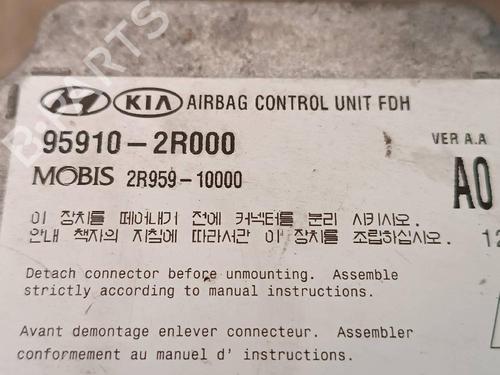 KIA AIRBAG CONTROL UNIT FDH
95910-2R000
VER A.A
MOBIS 2R959-10000
A0
이 장치를 떼어내기 전에 커넥터를 분리 시키시오.
안내 책자의 지침에 따라서만 이 장치를 조립하십시오.
12
Detach connector before unmounting. Assemble
strictly according to manual instructions.
Avant demontage enlever connecteur. Assembler
conformement au manuel d' instructions.